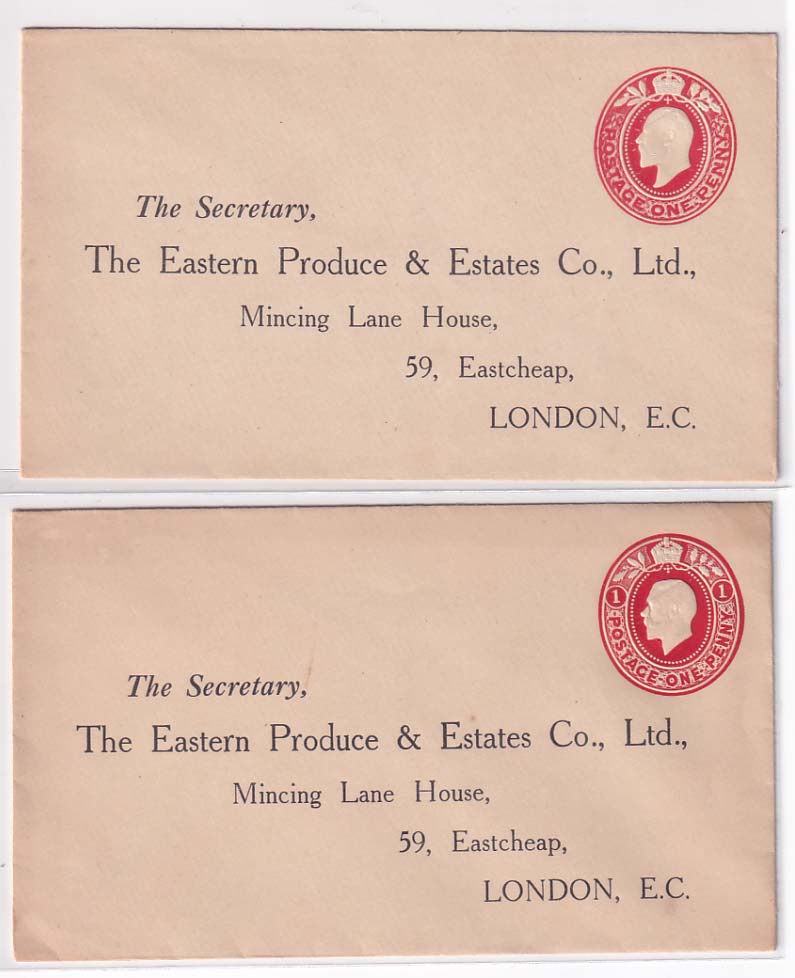 POSTAGE ONE PENNY
The Secretary,
The Eastern Produce & Estates Co., Ltd.,
Mincing Lane House,
59, Eastcheap,
LONDON, E.C.
1 1
POSTAGE ONE PENNY
The Secretary,
The Eastern Produce & Estates Co., Ltd.,
Mincing Lane House,
59, Eastcheap,
LONDON, E.C.